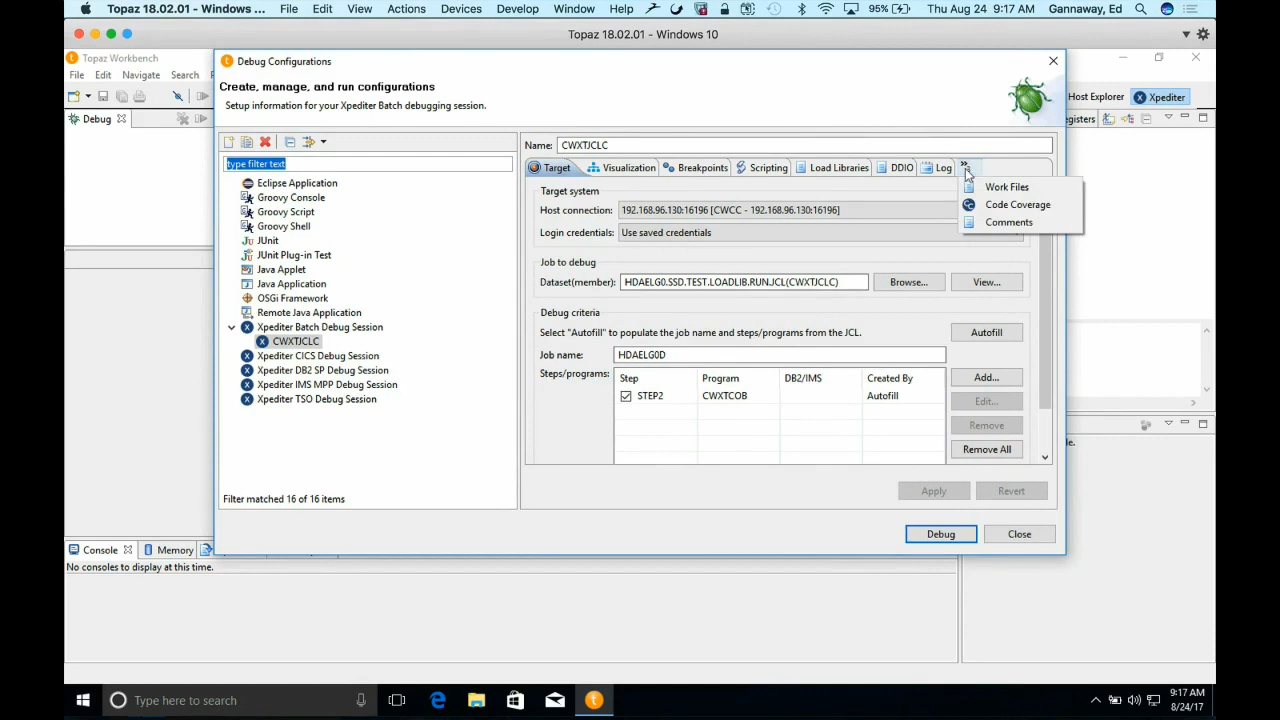 Topaz 18.02.01 - Windows ... File Edit View Actions Devices Develop Window Help 95% Thu Aug 24 9:17 AM Gannaway, Ed
Topaz 18.02.01 - Windows 10
Topaz Workbench
File Edit Navigate Search
Host Explorer Xpediter
Debug
Debug Configurations
Create, manage, and run configurations
Setup information for your Xpediter Batch debugging session.
type filter text
Eclipse Application
Groovy Console
Groovy Script
Groovy Shell
JUnit
JUnit Plug-in Test
Java Applet
Java Application
OSGi Framework
Remote Java Application
Xpediter Batch Debug Session
CWXTJCLC
Xpediter CICS Debug Session
Xpediter DB2 SP Debug Session
Xpediter IMS MPP Debug Session
Xpediter TSO Debug Session
Filter matched 16 of 16 items
Name: CWXTJCLC
Target Visualization Breakpoints Scripting Load Libraries DDIO Log
Work Files
Code Coverage
Comments
Target system
Host connection: 192.168.96.130:16196 [CWCC - 192.168.96.130:16196]
Login credentials: Use saved credentials
Job to debug
Dataset(member): HDAELG0.SSD.TEST.LOADLIB.RUN.JCL(CWXTJCLC) Browse... View...
Debug criteria
Select "Autofill" to populate the job name and steps/programs from the JCL. Autofill
Job name: HDAELG0D
Steps/programs: Step Program DB2/IMS Created By Add...
STEP2 CWXTCOB Autofill Edit...
Remove
Remove All
Apply Revert
Debug Close
egisters
le.
Console Memory
No consoles to display at this time.
Type here to search
9:17 AM
8/24/17